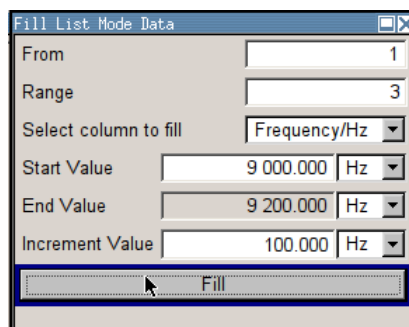 Fill List Mode Data
From 1
Range 3
Select column to fill Frequency/Hz
Start Value 9 000.000 Hz
End Value 9 200.000 Hz
Increment Value 100.000 Hz
Fill